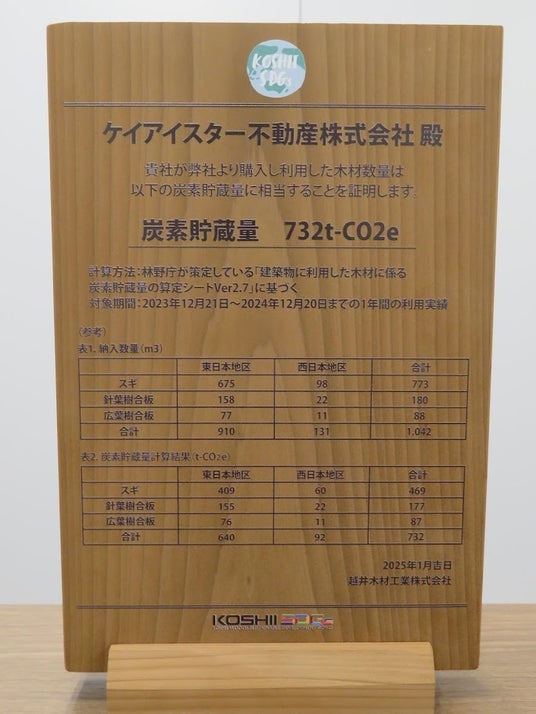 KOSHII
SDGs
ケイアイスター不動産株式会社 殿
貴社が弊社より購入し利用した木材数量は
以下の炭素貯蔵量に相当することを証明します。
炭素貯蔵量 732t-CO2e
計算方法：林野庁が策定している「建築物に利用した木材に係る
炭素貯蔵量の算定シートVer2.7」に基づく
対象期間：2023年12月21日～2024年12月20日までの1年間の利用実績
（参考）
表1. 納入数量（m3）
東日本地区 西日本地区 合計
スギ 675 98 773
針葉樹合板 158 22 180
広葉樹合板 77 11 88
合計 910 131 1,042
表2. 炭素貯蔵量計算結果（t-CO2e）
東日本地区 西日本地区 合計
スギ 409 60 469
針葉樹合板 155 22 177
広葉樹合板 76 11 87
合計 640 92 732
2025年1月吉日
越井木材工業株式会社
KOSHII SDGs